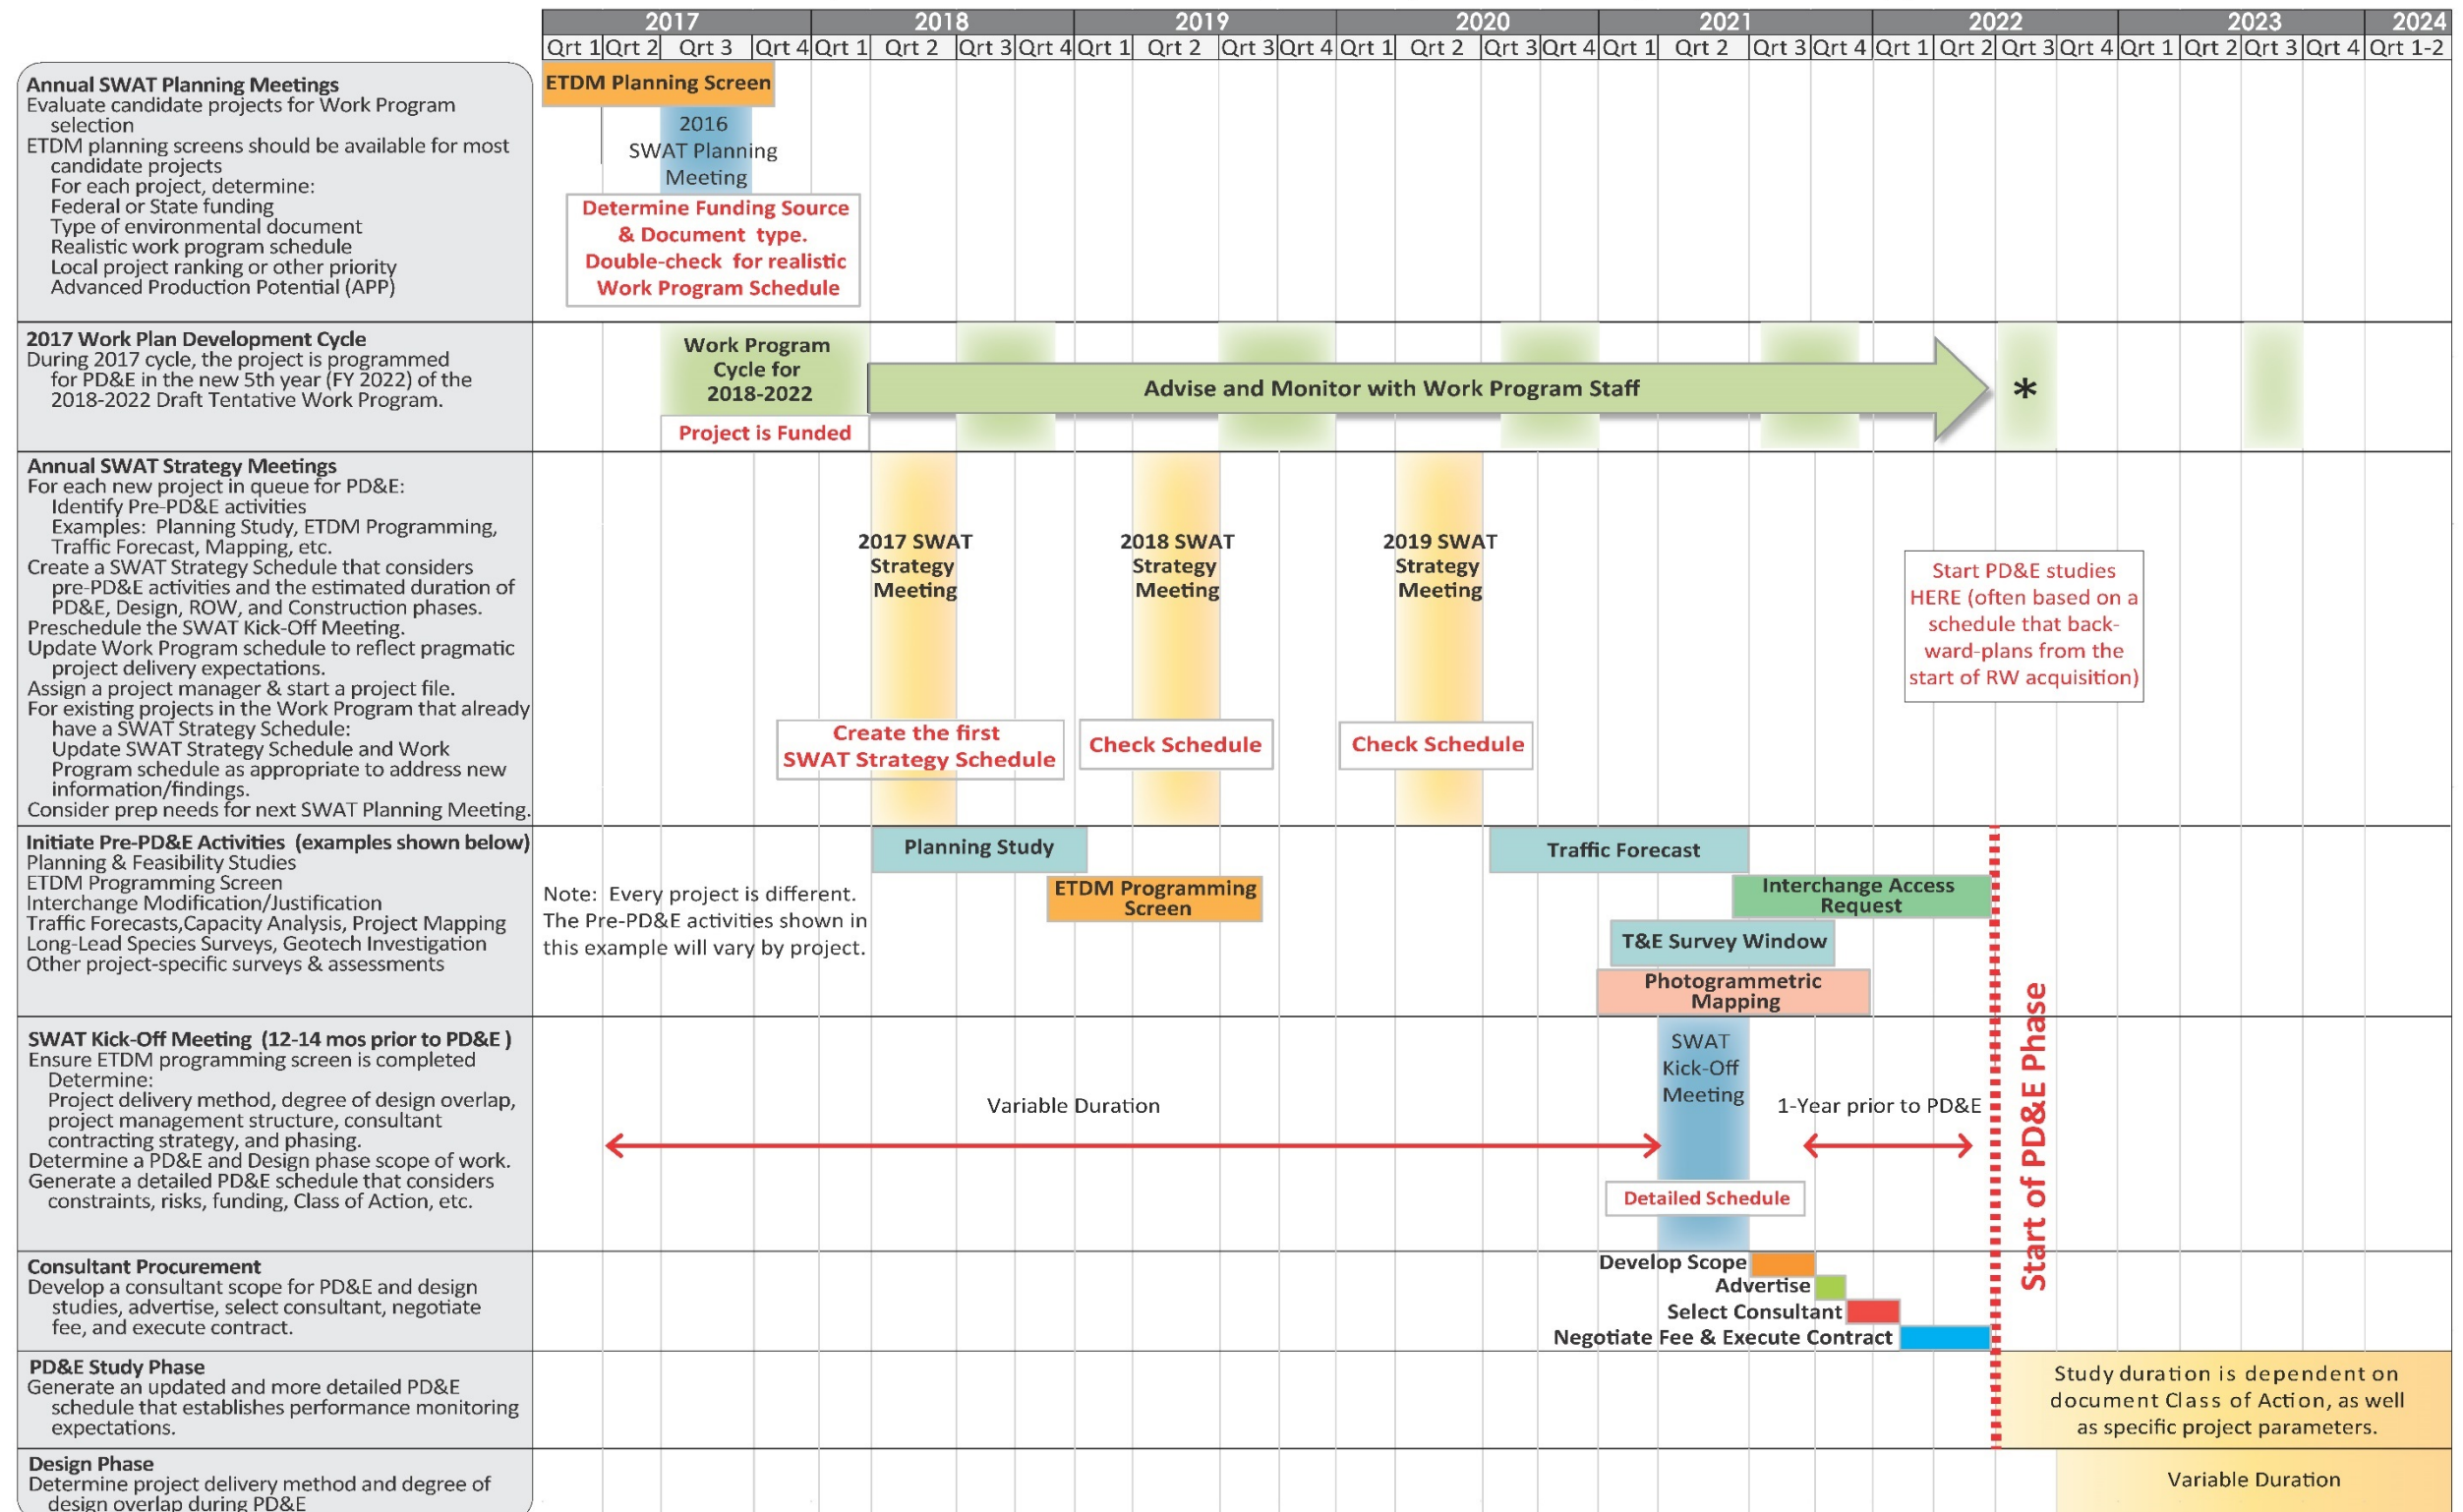 2017 2018 2019 2020 2021 2022 2023 2024
Qrt 1 Qrt 2 Qrt 3 Qrt 4 Qrt 1 Qrt 2 Qrt 3 Qrt 4 Qrt 1 Qrt 2 Qrt 3 Qrt 4 Qrt 1 Qrt 2 Qrt 3 Qrt 4 Qrt 1 Qrt 2 Qrt 3 Qrt 4 Qrt 1 Qrt 2 Qrt 3 Qrt 4 Qrt 1 Qrt 2 Qrt 3 Qrt 4 Qrt 1-2
Annual SWAT Planning Meetings
Evaluate candidate projects for Work Program
selection
ETDM planning screens should be available for most
candidate projects
For each project, determine:
Federal or State funding
Type of environmental document
Realistic work program schedule
Local project ranking or other priority
Advanced Production Potential (APP)
ETDM Planning Screen
2016
SWAT Planning
Meeting
Determine Funding Source
& Document type.
Double-check for realistic
Work Program Schedule
2017 Work Plan Development Cycle
During 2017 cycle, the project is programmed
for PD&E in the new 5th year (FY 2022) of the
2018-2022 Draft Tentative Work Program.
Work Program
Cycle for
2018-2022
Project is Funded
Advise and Monitor with Work Program Staff
*
Annual SWAT Strategy Meetings
For each new project in queue for PD&E:
Identify Pre-PD&E activities
Examples: Planning Study, ETDM Programming,
Traffic Forecast, Mapping, etc.
Create a SWAT Strategy Schedule that considers
pre-PD&E activities and the estimated duration of
PD&E, Design, ROW, and Construction phases.
Preschedule the SWAT Kick-Off Meeting.
Update Work Program schedule to reflect pragmatic
project delivery expectations.
Assign a project manager & start a project file.
For existing projects in the Work Program that already
have a SWAT Strategy Schedule:
Update SWAT Strategy Schedule and Work
Program schedule as appropriate to address new
information/findings.
Consider prep needs for next SWAT Planning Meeting.
2017 SWAT
Strategy
Meeting
Create the first
SWAT Strategy Schedule
2018 SWAT
Strategy
Meeting
Check Schedule
2019 SWAT
Strategy
Meeting
Check Schedule
Start PD&E studies
HERE (often based on a
schedule that back-
ward-plans from the
start of RW acquisition)
Initiate Pre-PD&E Activities (examples shown below)
Planning & Feasibility Studies
ETDM Programming Screen
Interchange Modification/Justification
Traffic Forecasts,Capacity Analysis, Project Mapping
Long-Lead Species Surveys, Geotech Investigation
Other project-specific surveys & assessments
Note: Every project is different.
The Pre-PD&E activities shown in
this example will vary by project.
Planning Study
ETDM Programming
Screen
Traffic Forecast
Interchange Access
Request
T&E Survey Window
Photogrammetric
Mapping
SWAT Kick-Off Meeting (12-14 mos prior to PD&E )
Ensure ETDM programming screen is completed
Determine:
Project delivery method, degree of design overlap,
project management structure, consultant
contracting strategy, and phasing.
Determine a PD&E and Design phase scope of work.
Generate a detailed PD&E schedule that considers
constraints, risks, funding, Class of Action, etc.
Variable Duration
SWAT
Kick-Off
Meeting
Detailed Schedule
1-Year prior to PD&E
Start of PD&E Phase
Consultant Procurement
Develop a consultant scope for PD&E and design
studies, advertise, select consultant, negotiate
fee, and execute contract.
Develop Scope
Advertise
Select Consultant
Negotiate Fee & Execute Contract
PD&E Study Phase
Generate an updated and more detailed PD&E
schedule that establishes performance monitoring
expectations.
Study duration is dependent on
document Class of Action, as well
as specific project parameters.
Design Phase
Determine project delivery method and degree of
design overlap during PD&E
Variable Duration